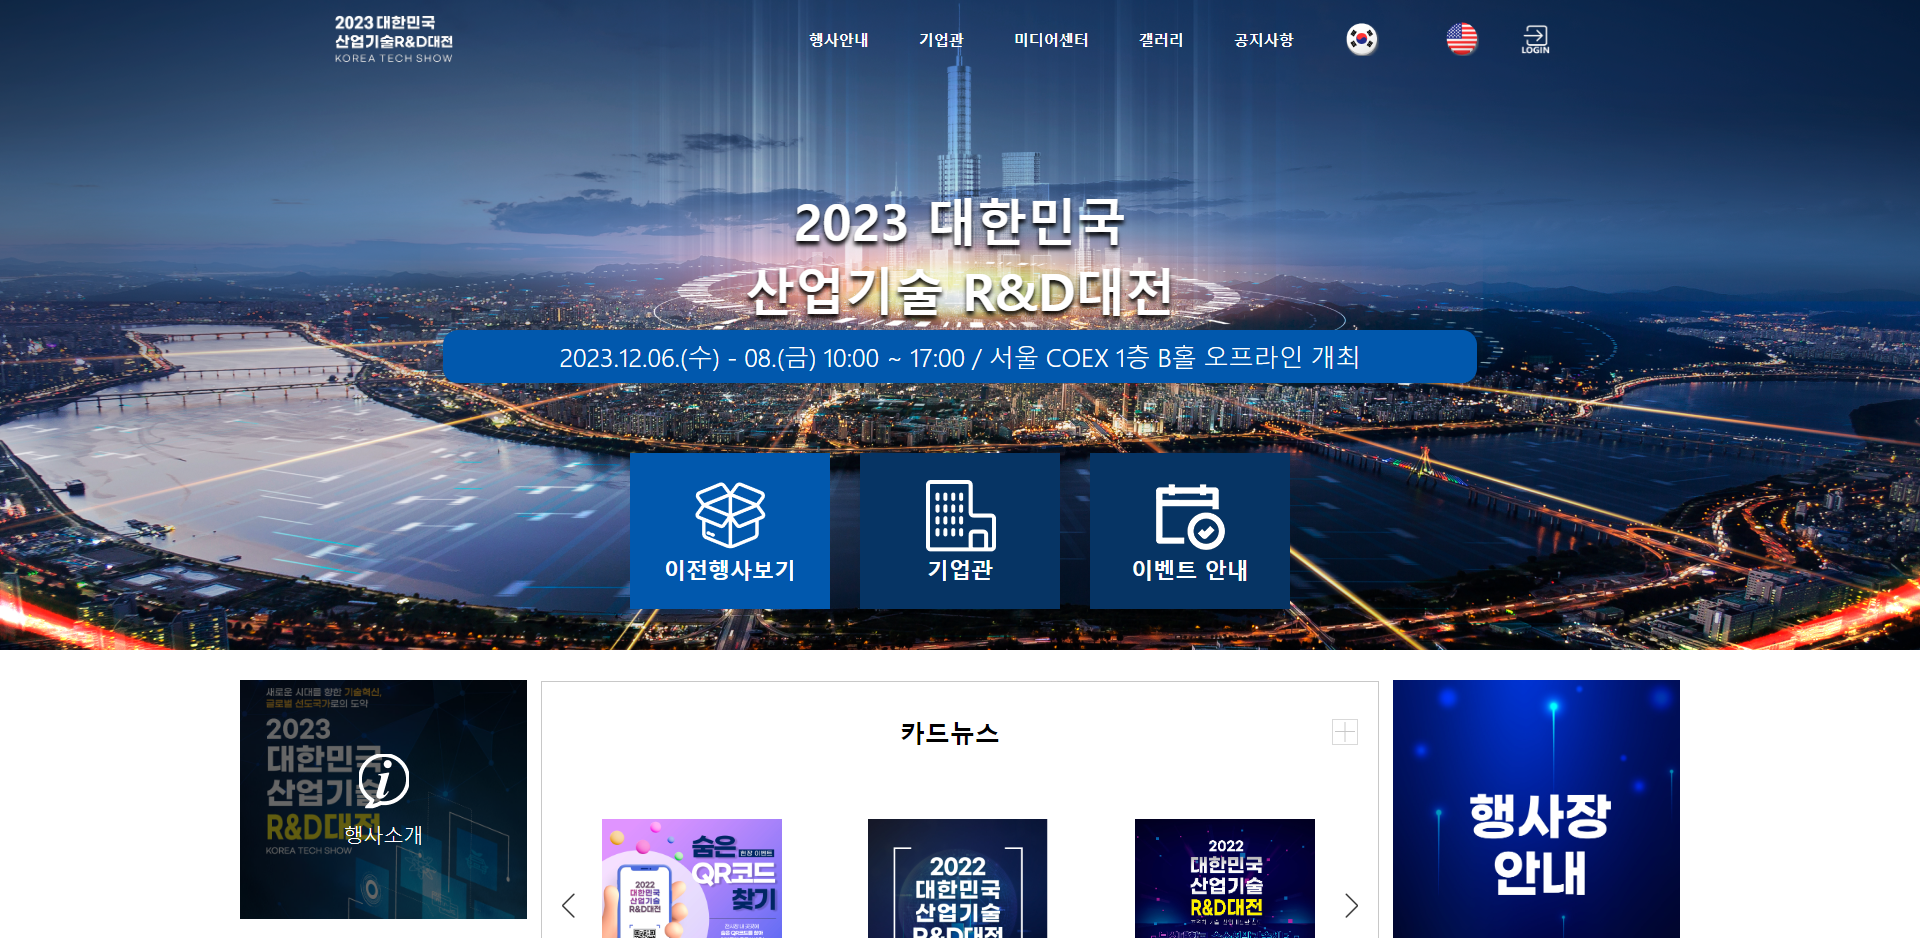 2023 대한민국
산업기술R&D대전
KOREA TECH SHOW
행사안내
기업관
미디어센터
갤러리
공지사항
LOGIN
2023 대한민국
산업기술 R&D대전
2023.12.06.(수) - 08.(금) 10:00 ~ 17:00 / 서울 COEX 1층 B홀 오프라인 개최
이전행사보기
기업관
이벤트 안내
새로운 시대를 향한 기술혁신,
글로벌 선도국가로의 도약
2023
대한민국
산업기술
R&D대전
KOREA TECH SHOW
행사소개
카드뉴스
숨은 현장 이벤트
QR코드
찾기
2022
대한민국
산업기술
R&D대전
2022
대한민국
산업기술
R&D대전
2022
대한민국
산업기술
R&D대전
행사장
안내